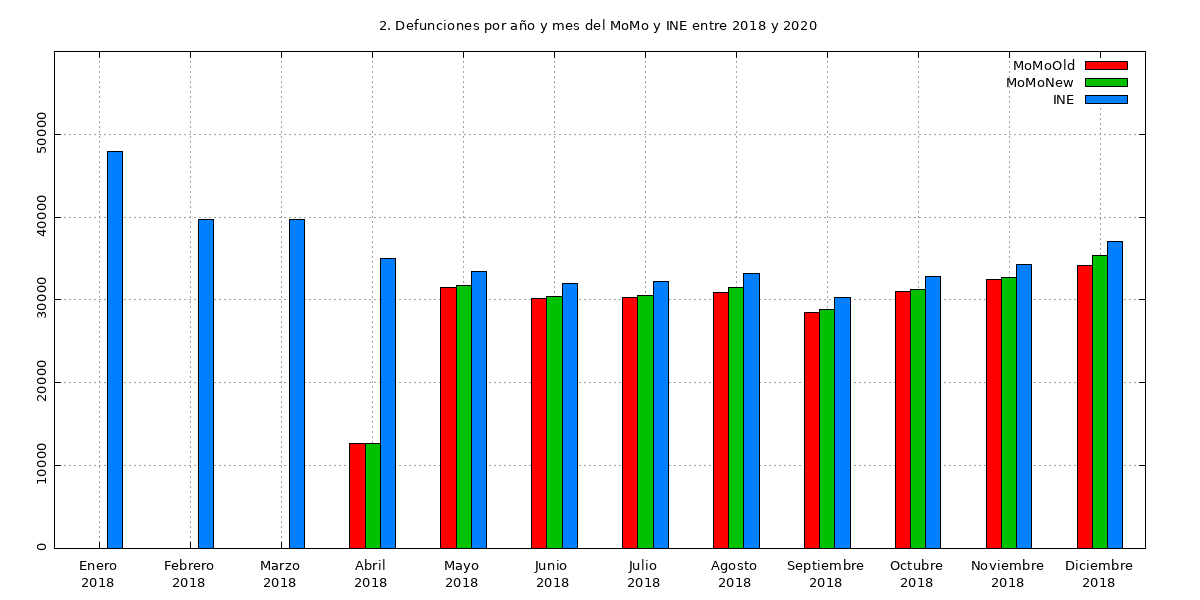 2. Defunciones por año y mes del MoMo y INE entre 2018 y 2020
MoMoOld
MoMoNew
INE
50000
40000
30000
20000
10000
0
Enero Febrero Marzo Abril Mayo Junio Julio Agosto Septiembre Octubre Noviembre Diciembre
2018 2018 2018 2018 2018 2018 2018 2018 2018 2018 2018 2018